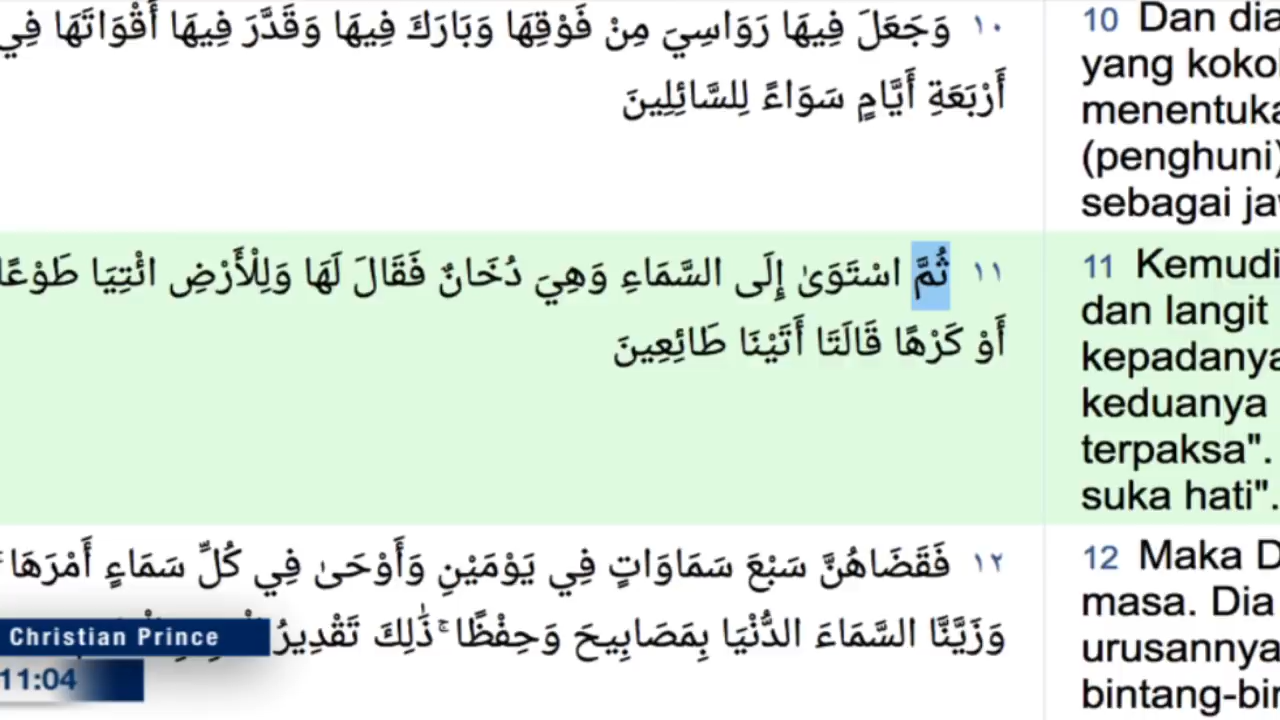 ١٠ وَجَعَلَ فِيهَا رَوَاسِيَ مِنْ فَوْقِهَا وَبَارَكَ فِيهَا وَقَدَّرَ فِيهَا أَقْوَاتَهَا فِي
أَرْبَعَةِ أَيَّامٍ سَوَاءً لِلسَّائِلِينَ
١١ ثُمَّ اسْتَوَىٰ إِلَى السَّمَاءِ وَهِيَ دُخَانٌ فَقَالَ لَهَا وَلِلْأَرْضِ ائْتِيَا طَوْعًا
أَوْ كَرْهًا قَالَتَا أَتَيْنَا طَائِعِينَ
١٢ فَقَضَاهُنَّ سَبْعَ سَمَاوَاتٍ فِي يَوْمَيْنِ وَأَوْحَىٰ فِي كُلِّ سَمَاءٍ أَمْرَهَا ۚ
وَزَيَّنَّا السَّمَاءَ الدُّنْيَا بِمَصَابِيحَ وَحِفْظًا ۚ ذَٰلِكَ تَقْدِيرُ
10 Dan dia
yang koko
menentuka
(penghuni)
sebagai ja
11 Kemudi
dan langit
kepadanya
keduanya
terpaksa".
suka hati".
12 Maka D
masa. Dia
urusannya
bintang-bin
Christian Prince
11:04